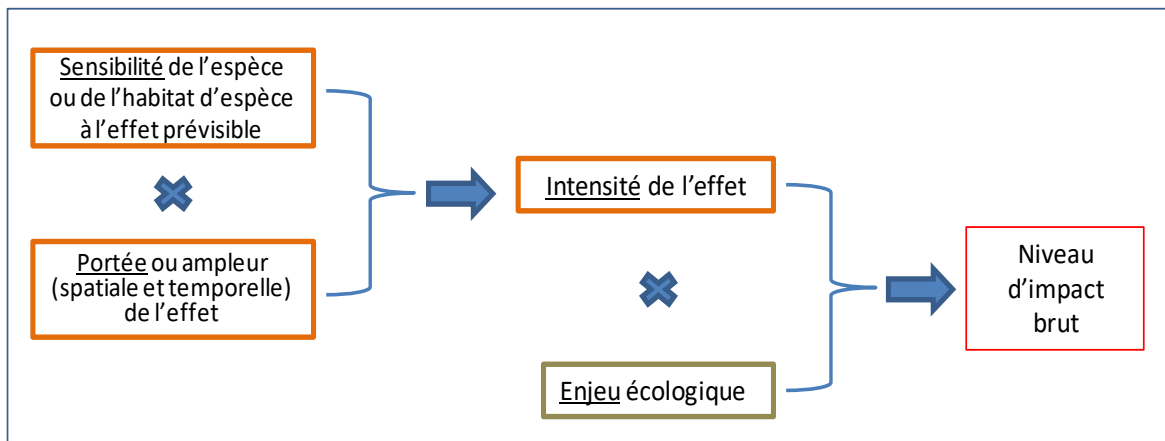 Sensibilité de l'espèce
ou de l'habitat d'espèce
à l'effet prévisible
Portée ou ampleur
(spatiale et temporelle)
de l'effet
Intensité de l'effet
Enjeu écologique
Niveau
d'impact
brut